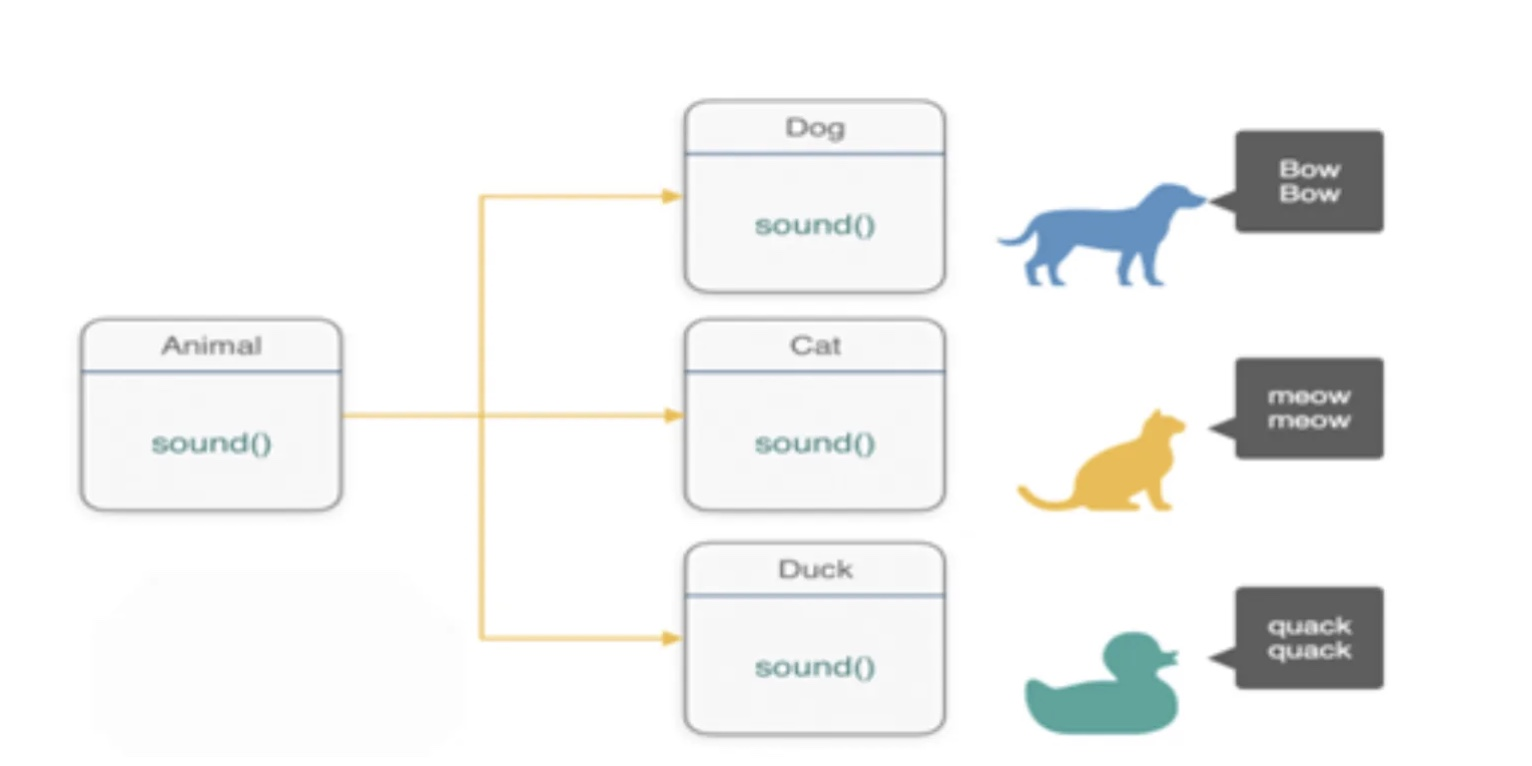 Dog
sound()
Bow
Bow
Animal
sound()
Cat
sound()
meow
meow
Duck
sound()
quack
quack